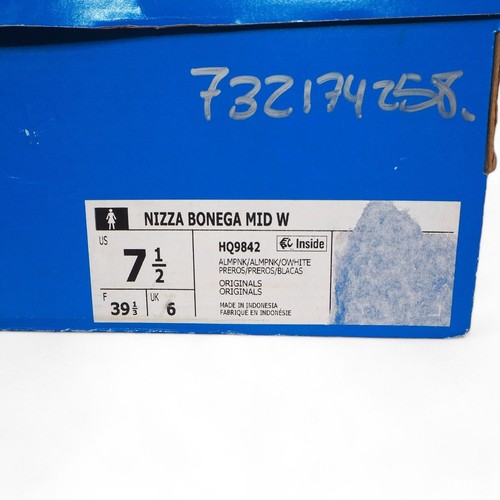 732174258.
NIZZA BONEGA MID W
US
7 1/2
F
39 1/3
UK
6
HQ9842
Inside
ALMPNK/ALMPNK/OWHITE
PREROS/PREROS/BLACAS
ORIGINALS
ORIGINALS
MADE IN INDONESIA
FABRIQUÉ EN INDONÉSIE